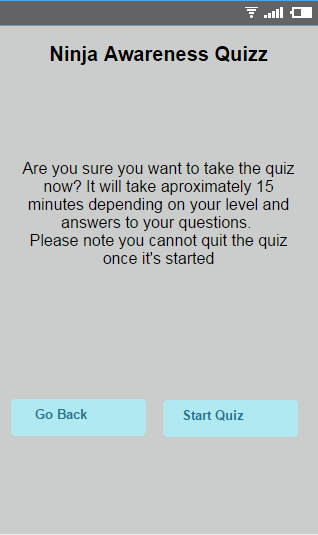 Ninja Awareness Quizz
Are you sure you want to take the quiz
now? It will take aproximately 15
minutes depending on your level and
answers to your questions.
Please note you cannot quit the quiz
once it's started
Go Back
Start Quiz